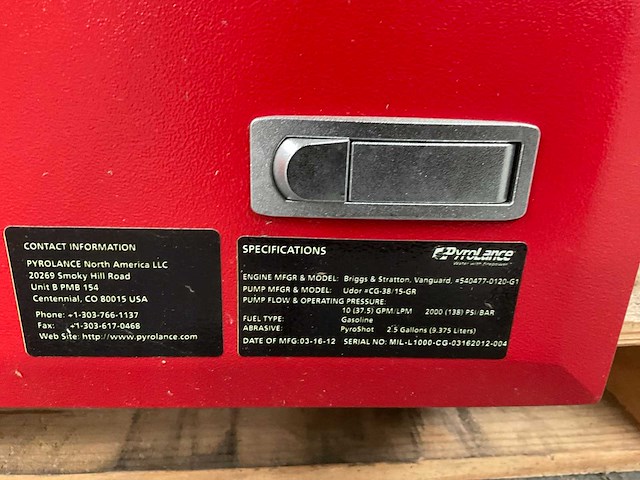 CONTACT INFORMATION
PYROLANCE North America LLC
20269 Smoky Hill Road
Unit B PMB 154
Centennial, CO 80015 USA
Phone: +1-303-766-1137
Fax: +1-303-617-0468
Web Site: http://www.pyrolance.com
SPECIFICATIONS
PyroLance
Water with Firepower
ENGINE MFGR & MODEL: Briggs & Stratton, Vanguard, #540477-0120-G1
PUMP MFGR & MODEL: Udor #CG-38/15-GR
PUMP FLOW & OPERATING PRESSURE:
10 (37.5) GPM/LPM 2000 (138) PSI/BAR
FUEL TYPE: Gasoline
ABRASIVE: PyroShot 2.5 Gallons (9.375 Liters)
DATE OF MFG:03-16-12 SERIAL NO: MIL-L1000-CG-03162012-004